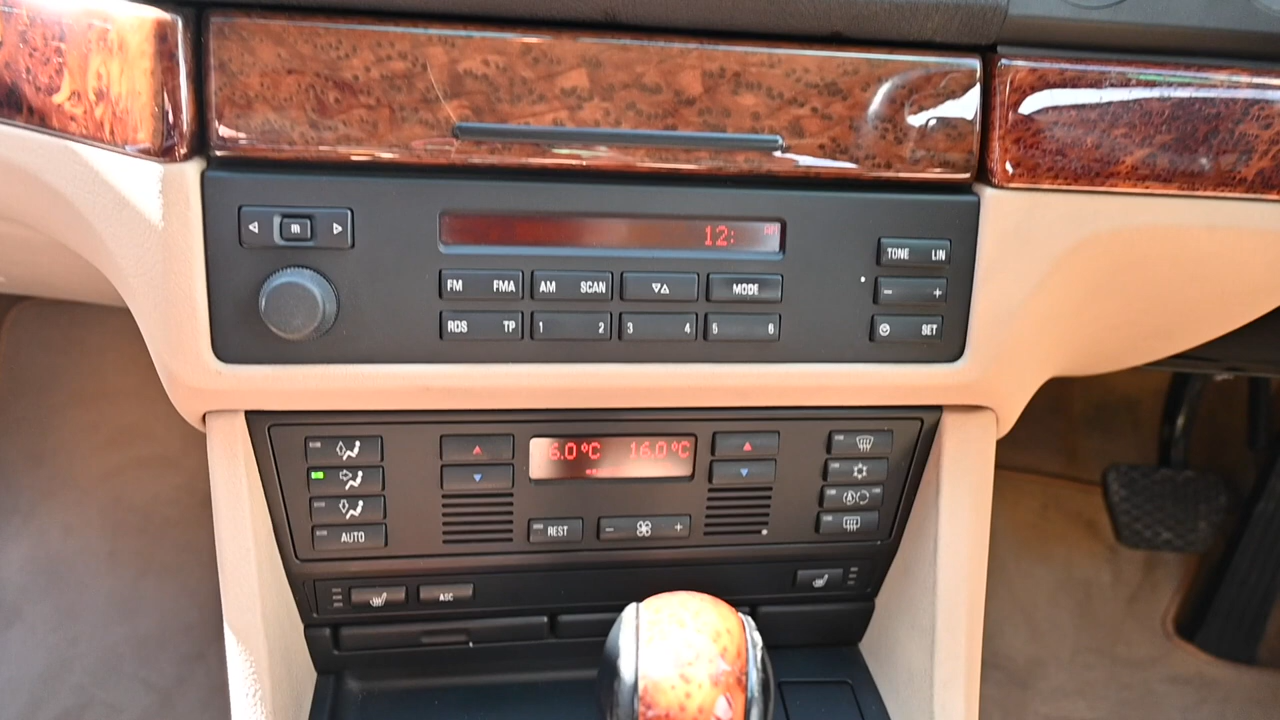 m
12: AM
TONE LIN
FM FMA AM SCAN MODE
- +
RDS TP 1 2 3 4 5 6
SET
6.0°C 16.0°C
AUTO
REST - + A
ASC